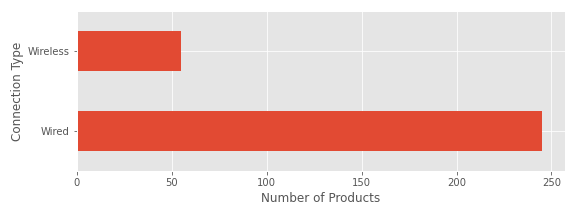 Connection Type
Wireless
Wired
0 50 100 150 200 250
Number of Products